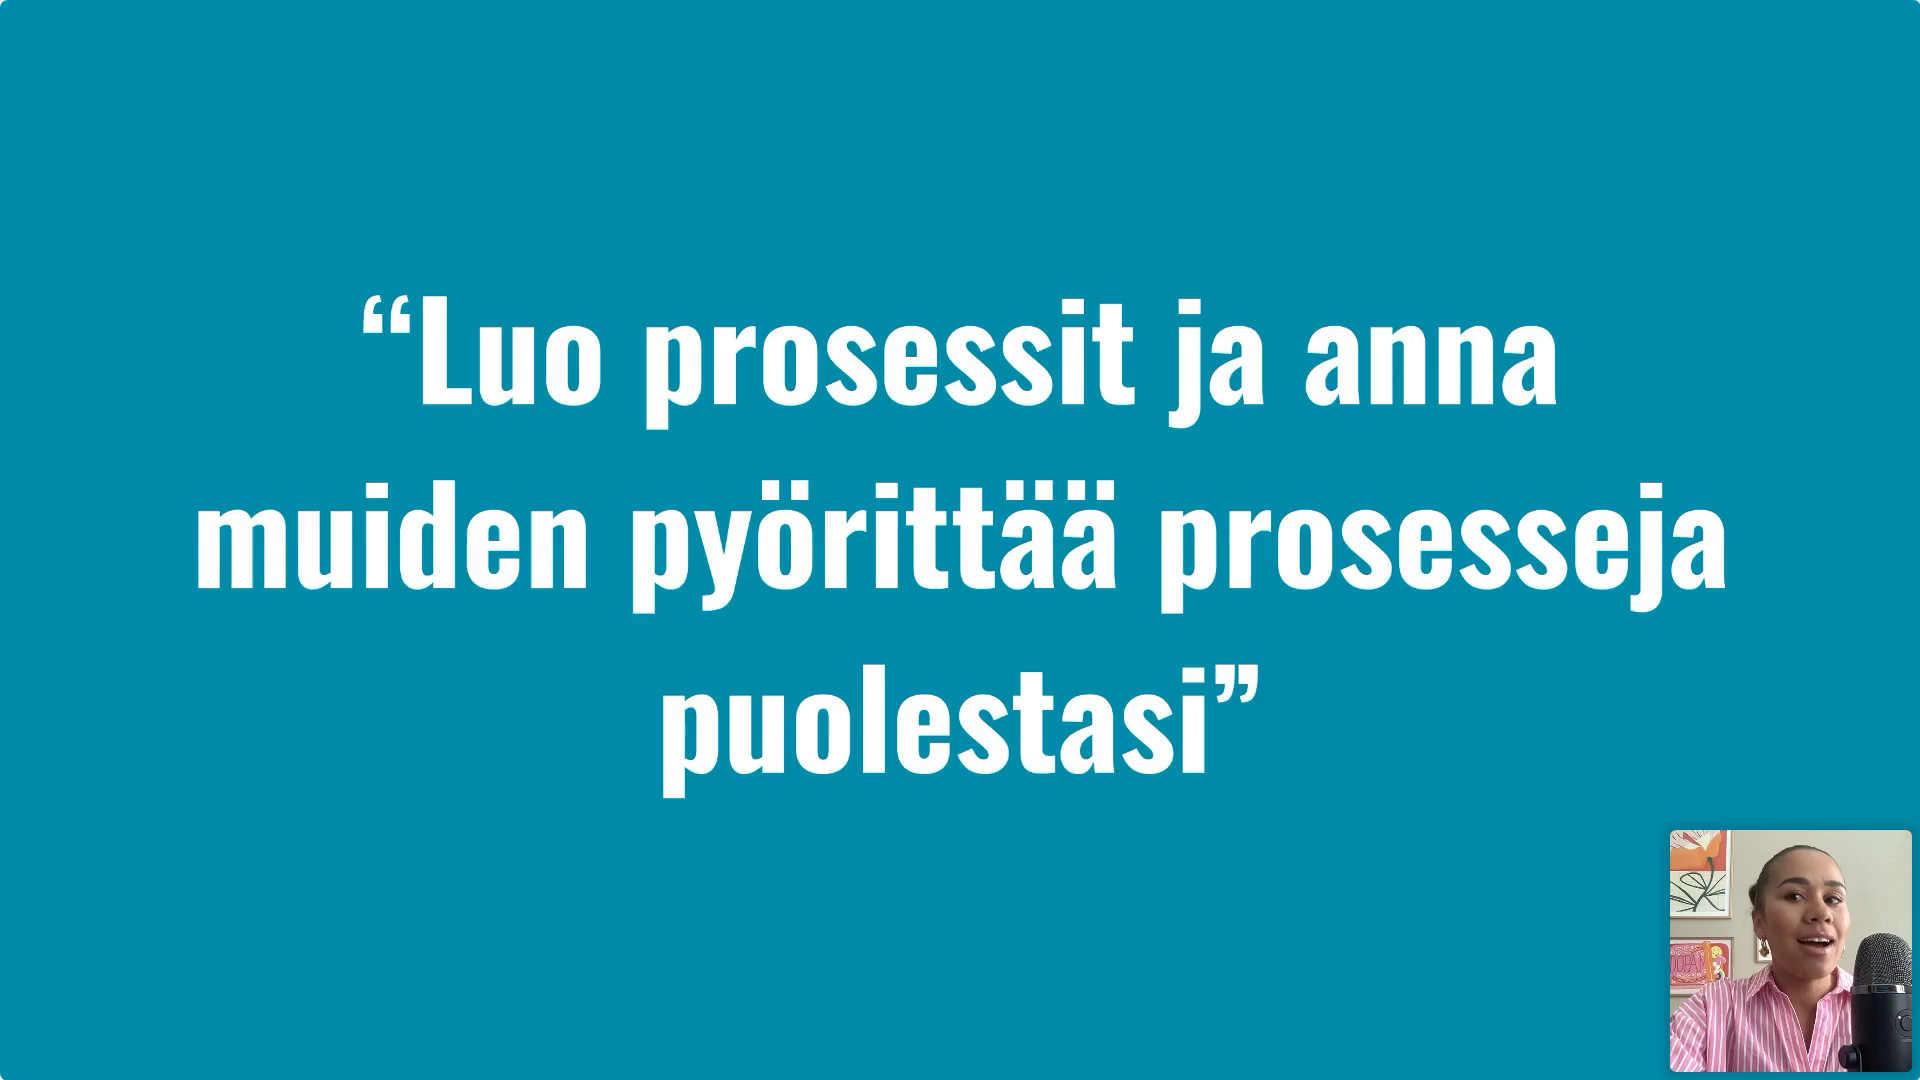 “Luo prosessit ja anna
muiden pyörittää prosesseja
puolestasi”